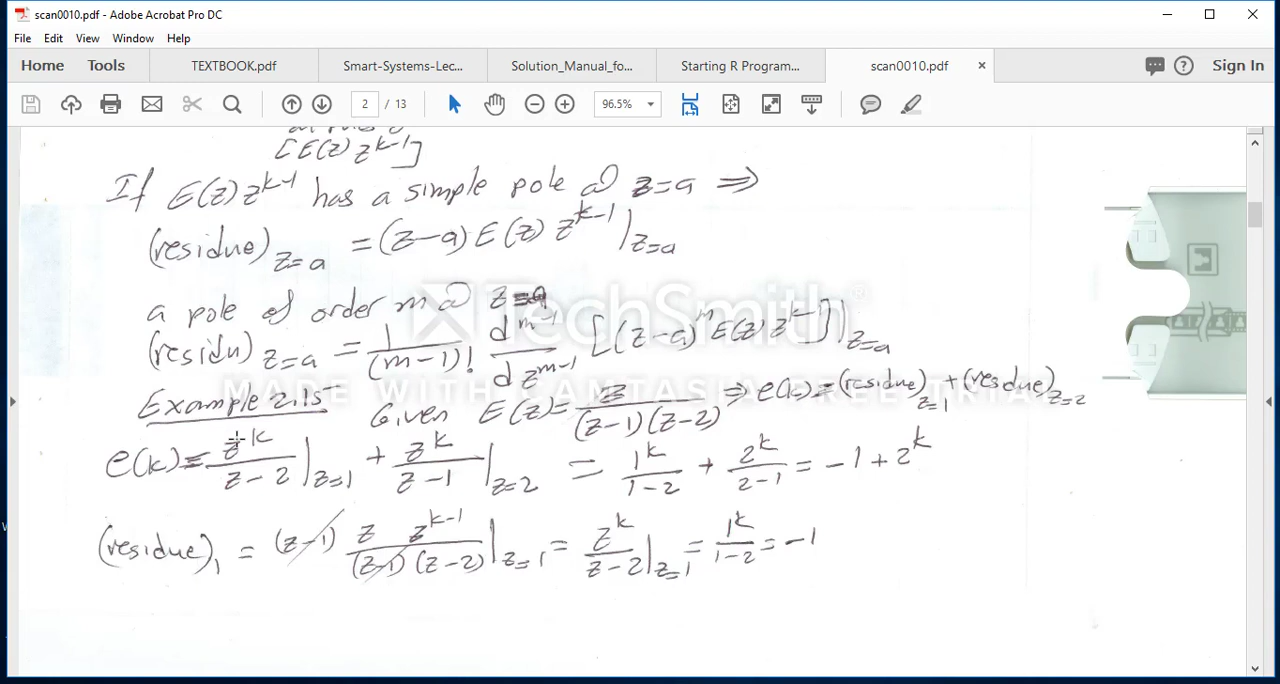 scan0010.pdf - Adobe Acrobat Pro DC
File Edit View Window Help
Home Tools TEXTBOOK.pdf Smart-Systems-Lec... Solution_Manual_fo... Starting R Program... scan0010.pdf × Sign In
2 / 13 96.5%
[E(z) z^{k-1}]
If E(z) z^{k-1} has a simple pole @ z=a ⇒
(residue)_{z=a} = (z-a) E(z) z^{k-1} |_{z=a}
a pole of order m @ z=a
(residu)_{z=a} = 1/(m-1)! d^{m-1}/dz^{m-1} [(z-a)^m E(z) z^{k-1}] |_{z=a}
Example 2.15 Given E(z) = z/((z-1)(z-2)) ⇒ e(k) = (residue)_{z=1} + (residue)_{z=2}
e(k) = z^k/(z-2) |_{z=1} + z^k/(z-1) |_{z=2} = 1^k/(1-2) + 2^k/(2-1) = -1 + 2^k
(residue)_1 = (z-1) z z^{k-1}/((z-1)(z-2)) |_{z=1} = z^k/(z-2) |_{z=1} = 1^k/(1-2) = -1
TechSmith
MADE WITH CAMTASIA FREE TRIAL